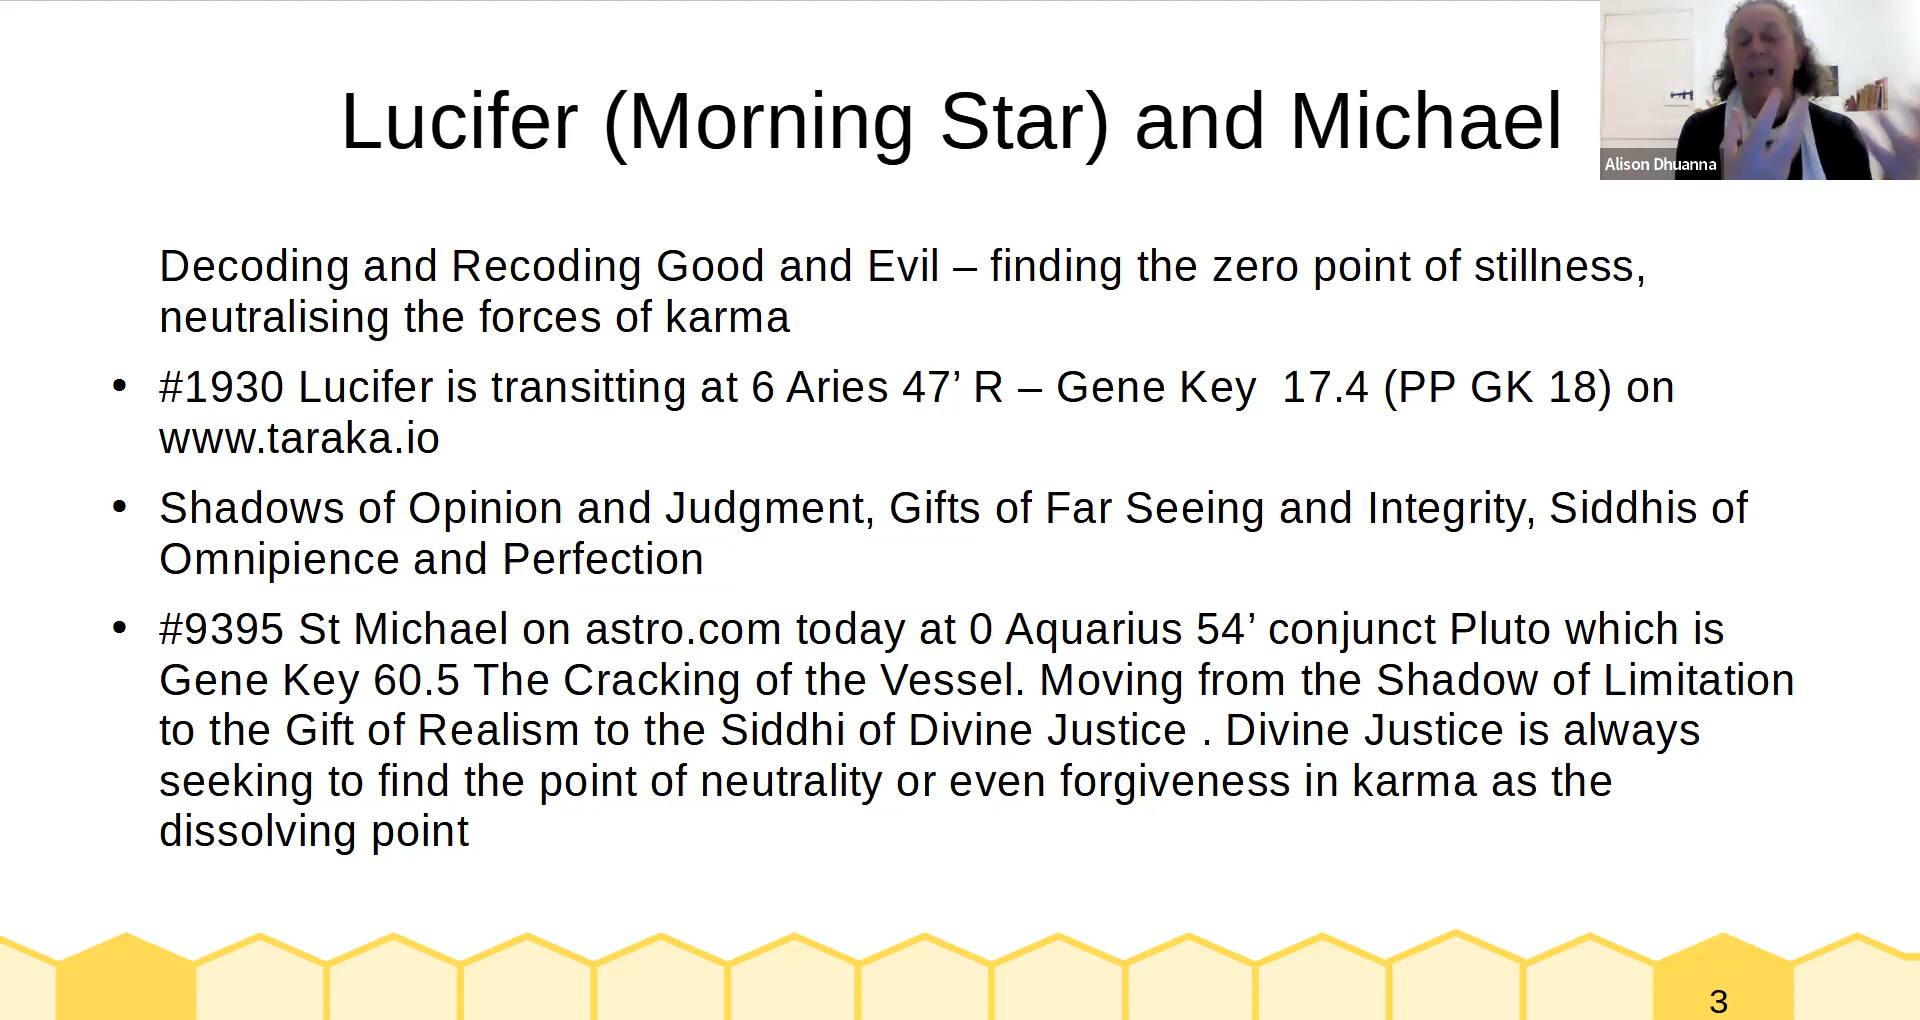 Lucifer (Morning Star) and Michael
Alison Dhuanna
Decoding and Recoding Good and Evil – finding the zero point of stillness,
neutralising the forces of karma
• #1930 Lucifer is transitting at 6 Aries 47’ R – Gene Key  17.4 (PP GK 18) on
www.taraka.io
• Shadows of Opinion and Judgment, Gifts of Far Seeing and Integrity, Siddhis of
Omnipience and Perfection
• #9395 St Michael on astro.com today at 0 Aquarius 54’ conjunct Pluto which is
Gene Key 60.5 The Cracking of the Vessel. Moving from the Shadow of Limitation
to the Gift of Realism to the Siddhi of Divine Justice . Divine Justice is always
seeking to find the point of neutrality or even forgiveness in karma as the
dissolving point
3